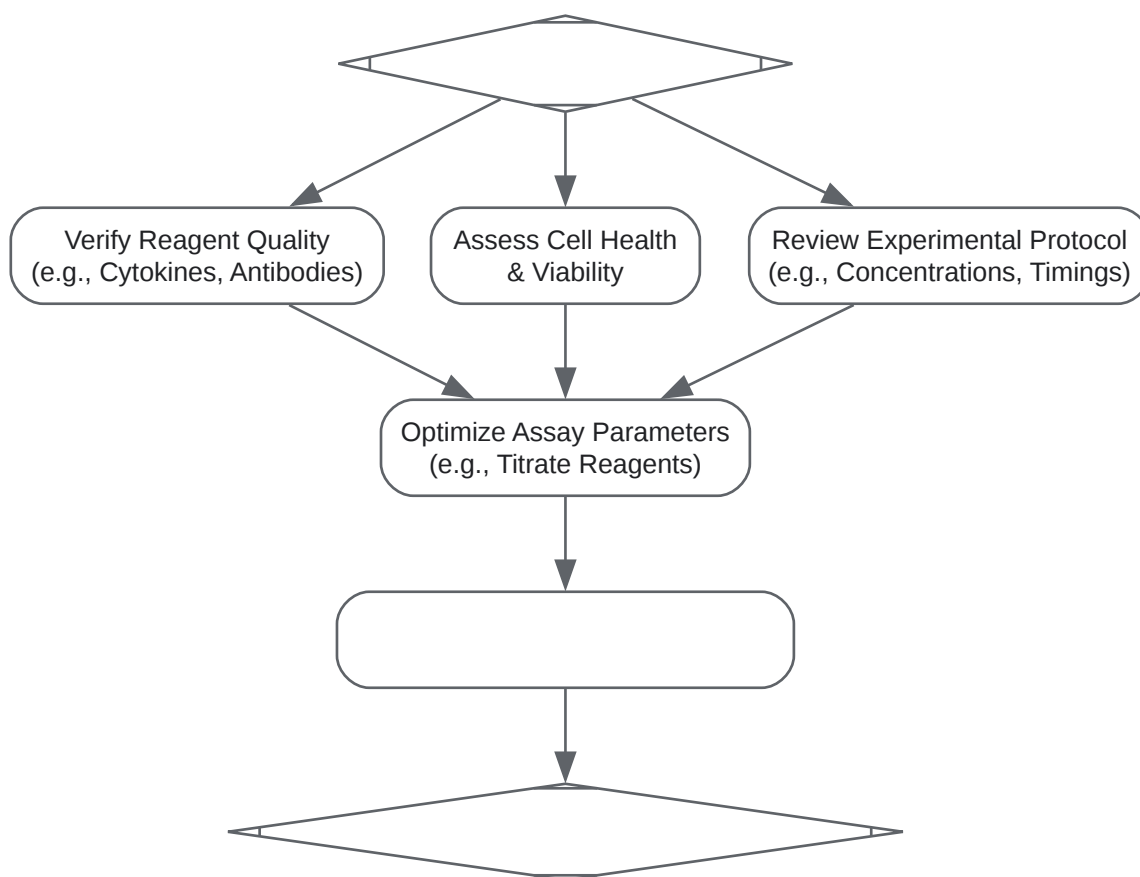 Verify Reagent Quality
(e.g., Cytokines, Antibodies)
Assess Cell Health
& Viability
Review Experimental Protocol
(e.g., Concentrations, Timings)
Optimize Assay Parameters
(e.g., Titrate Reagents)